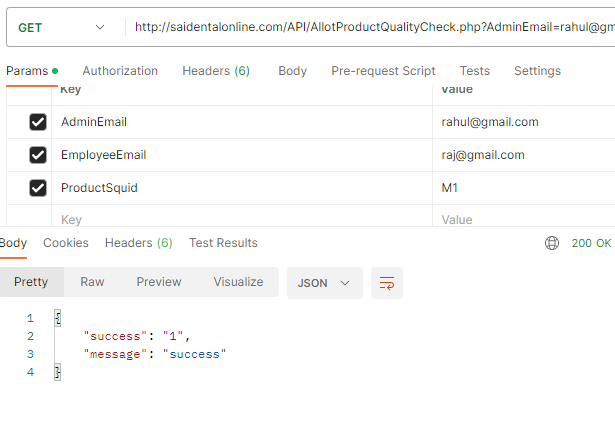 GET http://saidentalonline.com/API/AllotProductQualityCheck.php?AdminEmail=rahul@gm
Params Authorization Headers (6) Body Pre-request Script Tests Settings
Key Value
AdminEmail rahul@gmail.com
EmployeeEmail raj@gmail.com
ProductSquid M1
Key Value
Body Cookies Headers (6) Test Results 200 OK
Pretty Raw Preview Visualize JSON
1 {
2 "success": "1",
3 "message": "success"
4 }